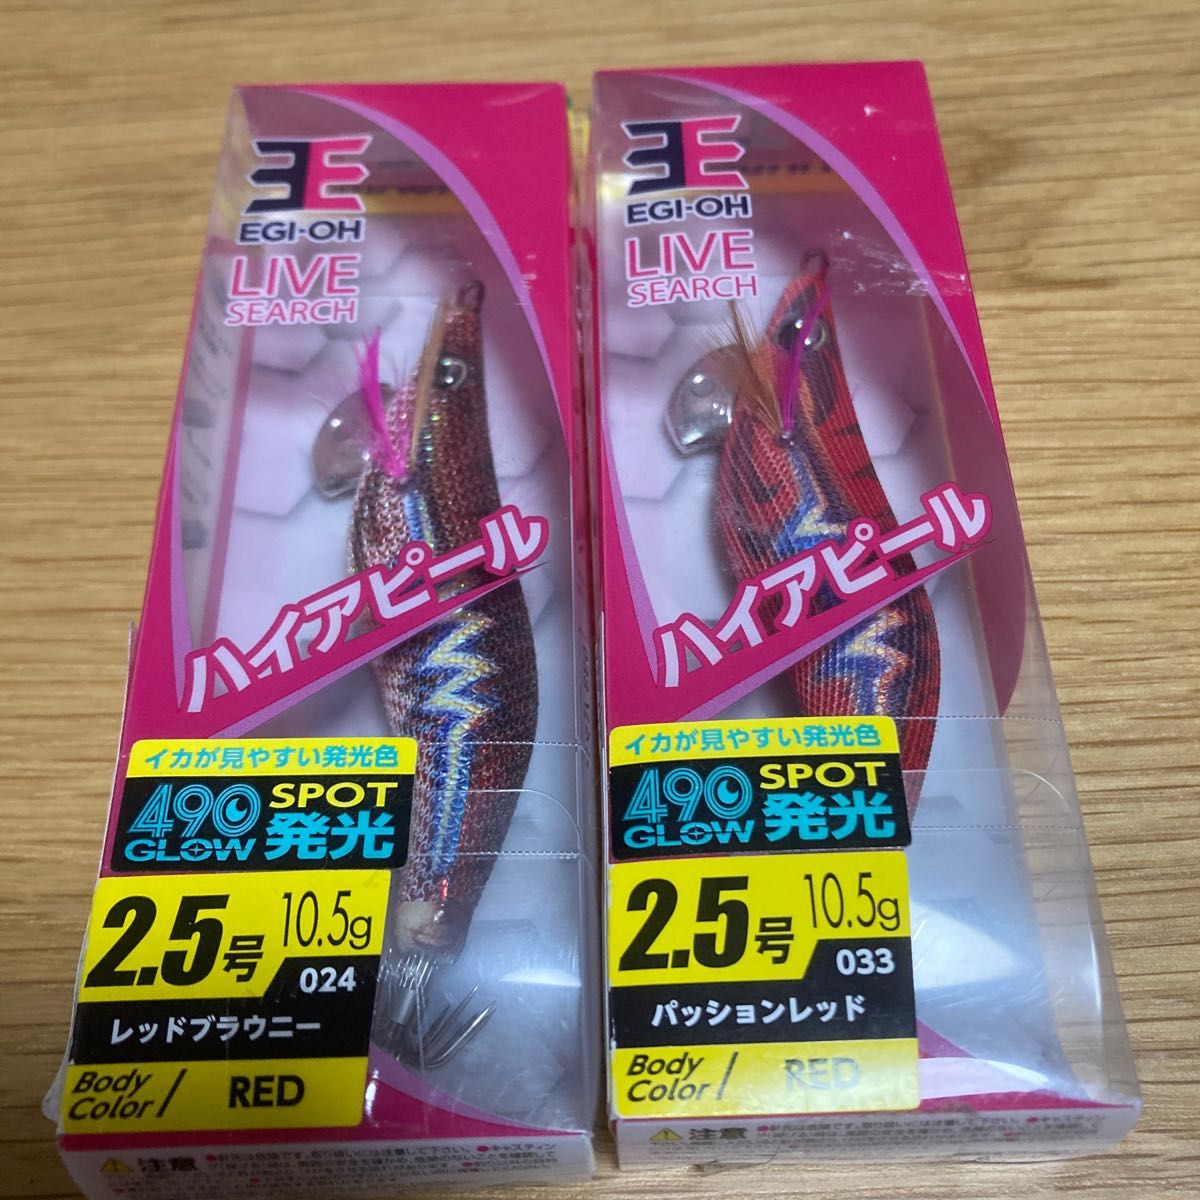 EGI-OH
LIVE
SEARCH
ハイアピール
イカが見やすい発光色
490
GLOW
SPOT
発光
2.5号
10.5g
024
レッドブラウニー
Body
Color/
RED
注意
EGI-OH
LIVE
SEARCH
ハイアピール
イカが見やすい発光色
490
GLOW
SPOT
発光
2.5号
10.5g
033
パッションレッド
Body
Color/
RED
注意